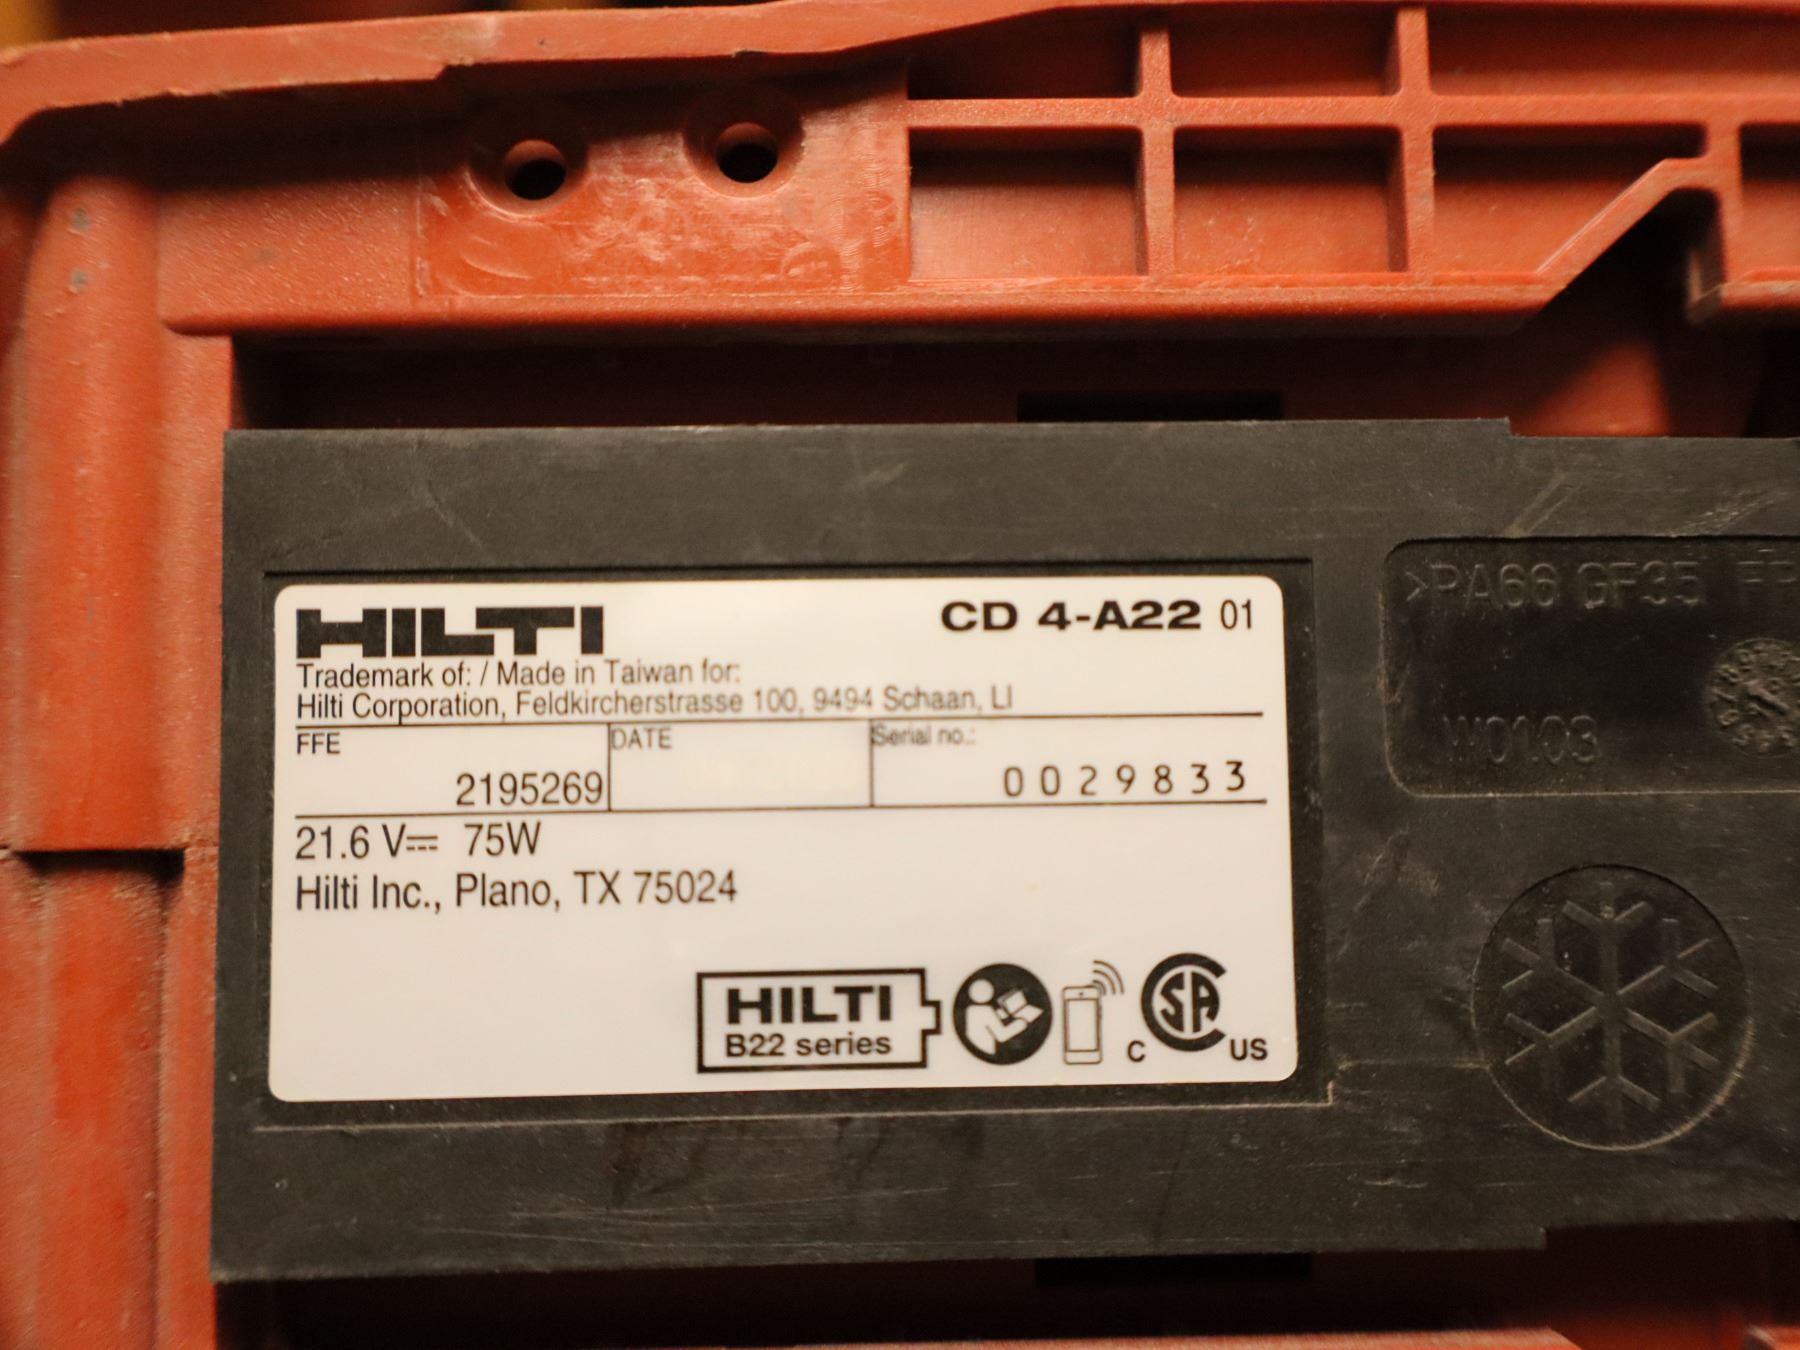 HILTI
CD 4-A22 01
Trademark of: / Made in Taiwan for:
Hilti Corporation, Feldkircherstrasse 100, 9494 Schaan, LI
FFE
2195269
DATE
Serial no.:
0029833
21.6 V⎓ 75W
Hilti Inc., Plano, TX 75024
HILTI
B22 series
C
SA
US
>PA66 GF35
W0103